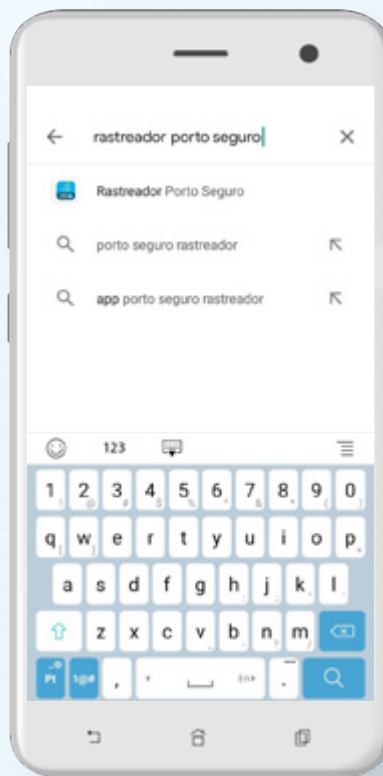 rastreador porto seguro
Rastreador Porto Seguro
porto seguro rastreador
app porto seguro rastreador
123
1 2 3 4 5 6 7 8 9 0
q w e r t y u i o p
a s d f g h j k l
z x c v b n m
Pt 1@# , .